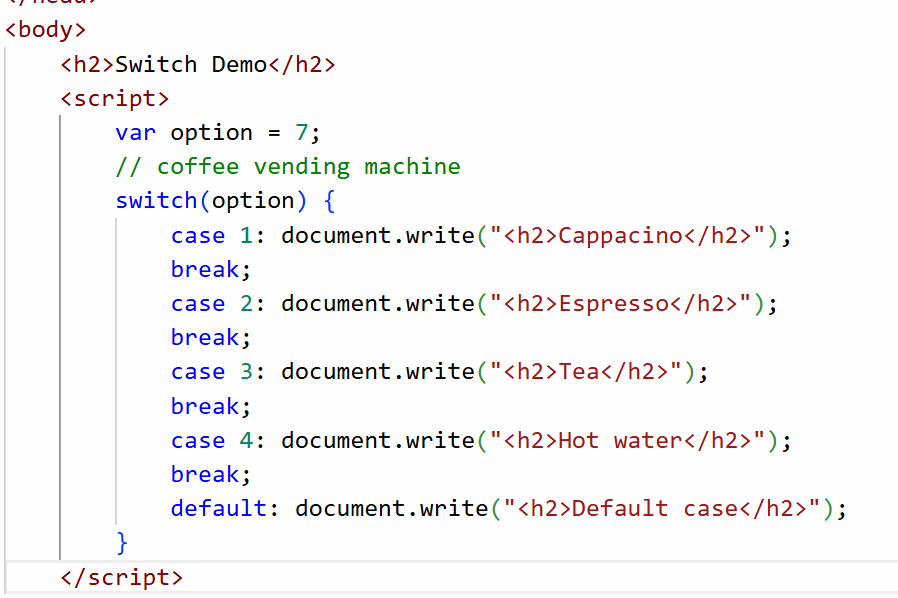 </head>
<body>
<h2>Switch Demo</h2>
<script>
var option = 7;
// coffee vending machine
switch(option) {
case 1: document.write("<h2>Cappacino</h2>");
break;
case 2: document.write("<h2>Espresso</h2>");
break;
case 3: document.write("<h2>Tea</h2>");
break;
case 4: document.write("<h2>Hot water</h2>");
break;
default: document.write("<h2>Default case</h2>");
}
</script>